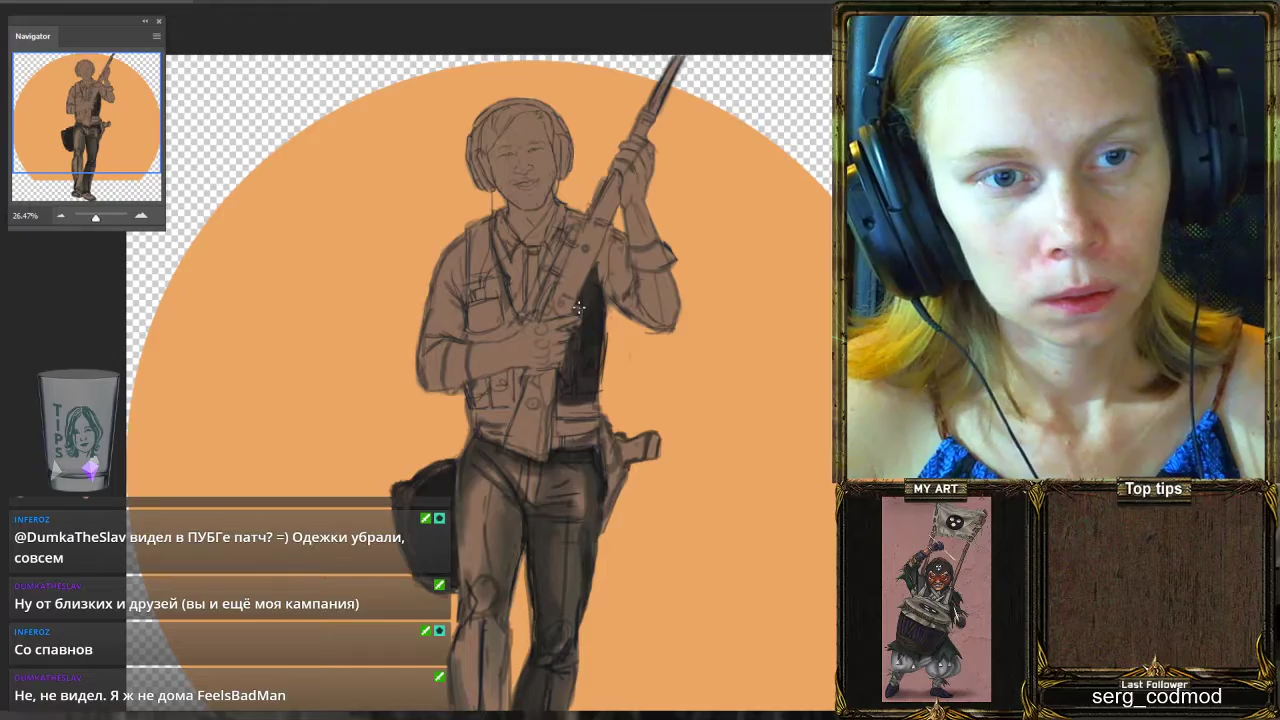 Navigator
26.47%
TIPS
INFEROZ
@DumkaTheSlav видел в ПУБГе патч? =) Одежки убрали,
совсем
DUMKATHESLAV
Ну от близких и друзей (вы и ещё моя кампания)
INFEROZ
Со спавнов
DUMKATHESLAV
Не, не видел. Я ж не дома FeelsBadMan
MY ART
Top tips
Last Follower
serg_codmod